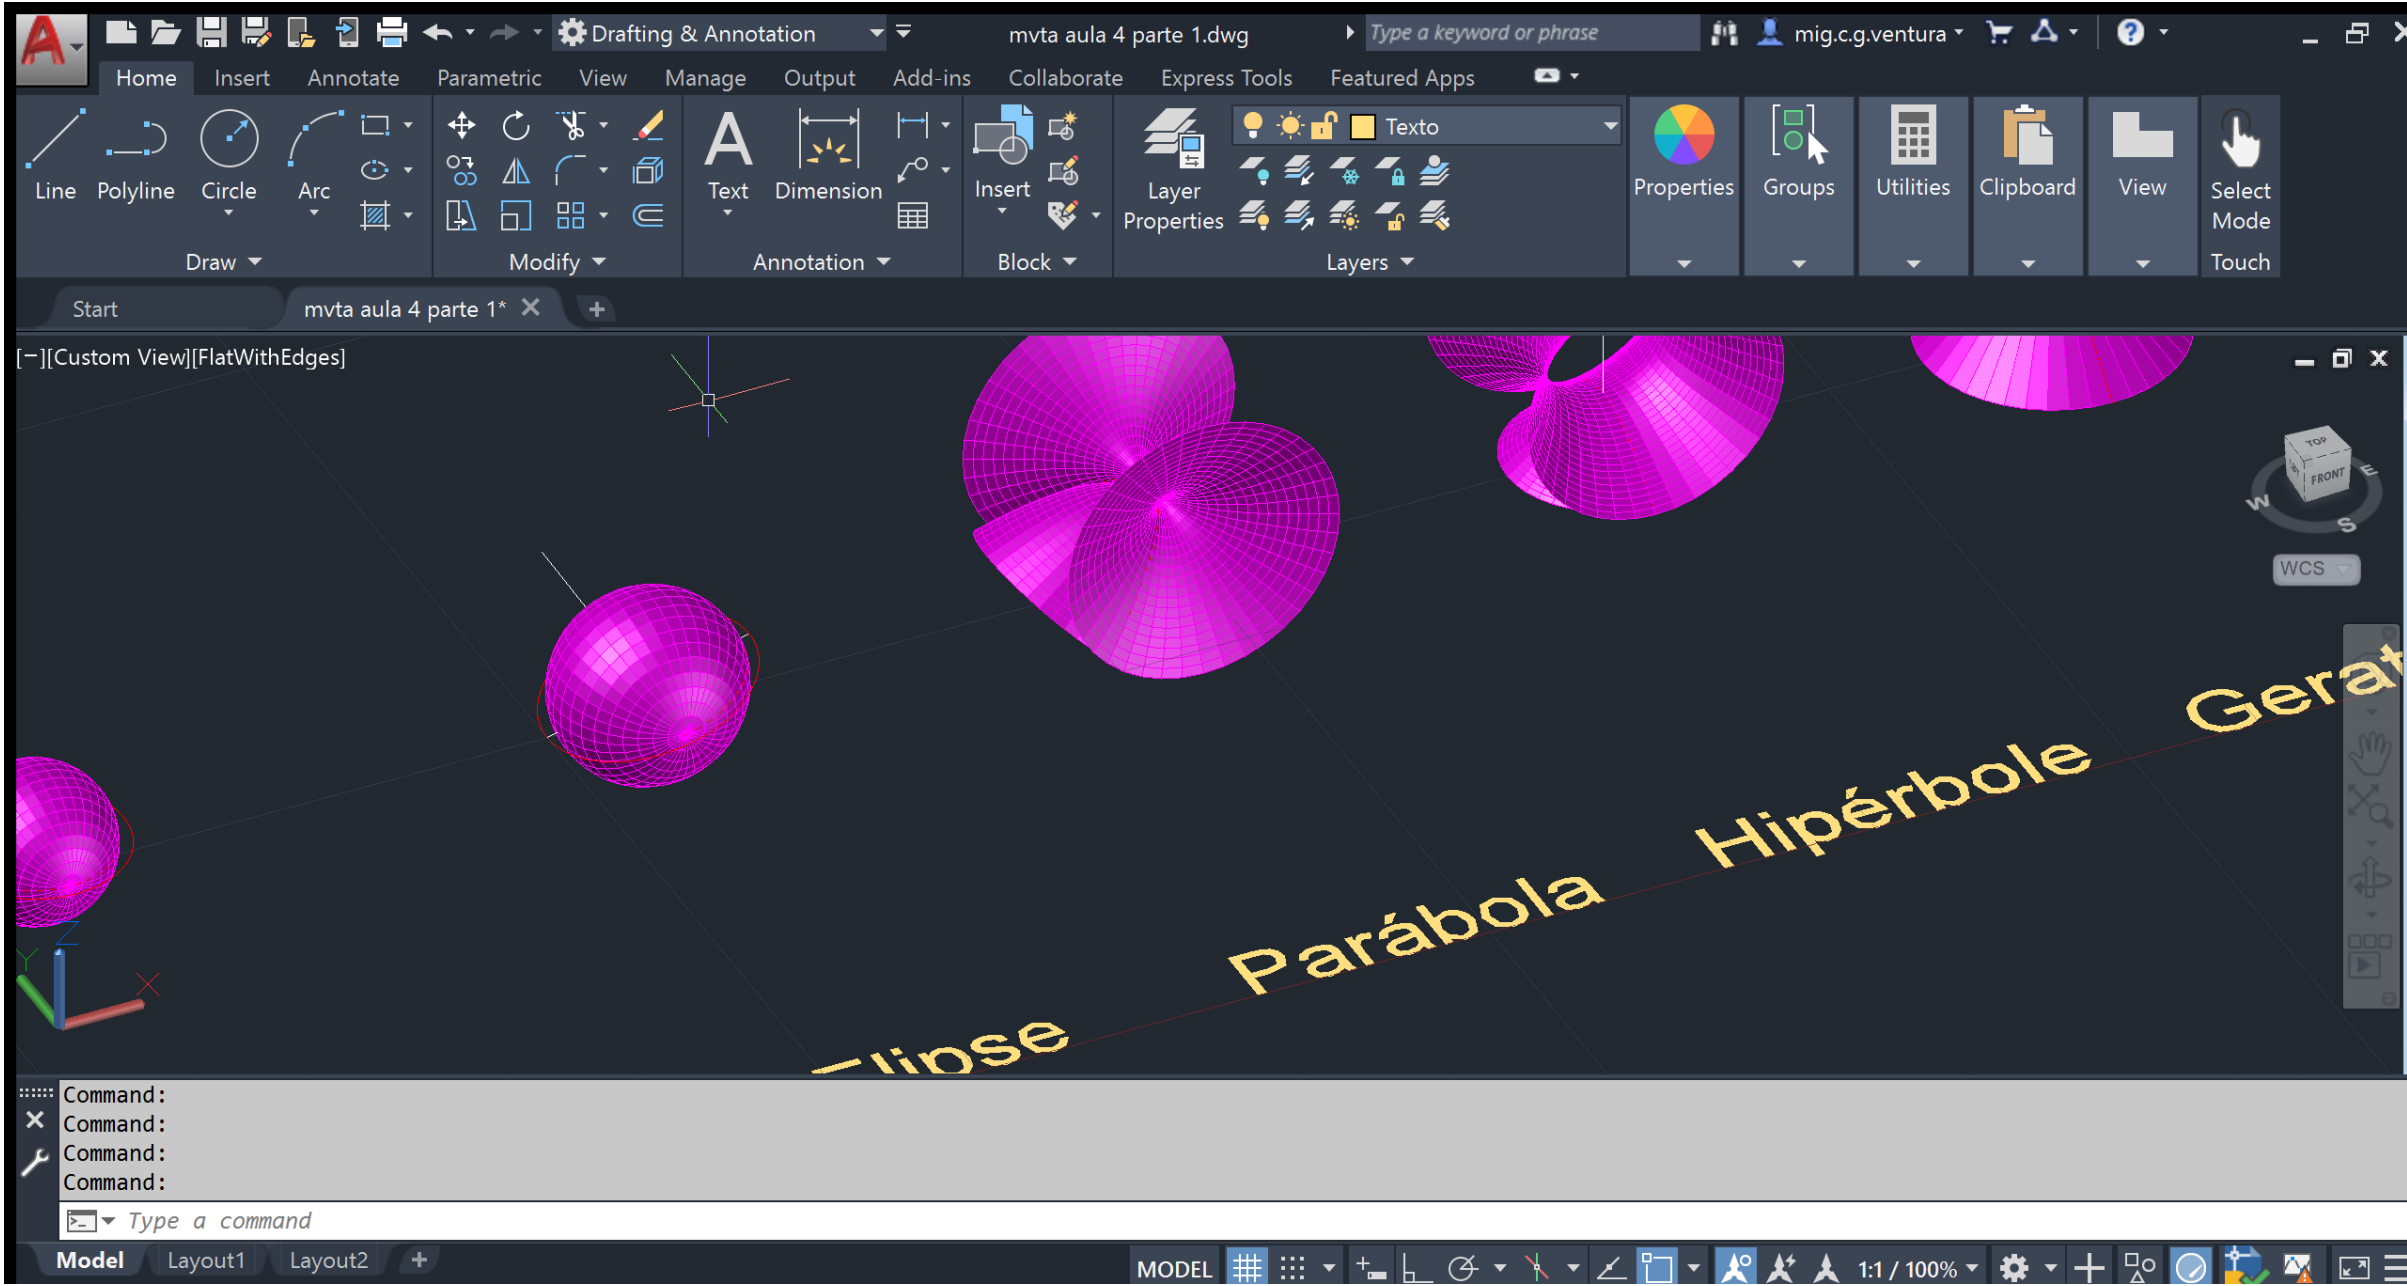 Drafting & Annotation
mvta aula 4 parte 1.dwg
Type a keyword or phrase
mig.c.g.ventura
Home Insert Annotate Parametric View Manage Output Add-ins Collaborate Express Tools Featured Apps
Texto
Line Polyline Circle Arc
Text Dimension
Insert
Layer Properties
Properties Groups Utilities Clipboard View
Select Mode
Draw Modify Annotation Block Layers Touch
Start mvta aula 4 parte 1*
[−][Custom View][FlatWithEdges]
TOP
FRONT
W
S
E
WCS
Gerat
Hipérbole
Parábola
Elipse
Z
Y
X
Command:
Command:
Command:
Command:
Type a command
Model Layout1 Layout2
MODEL
1:1 / 100%